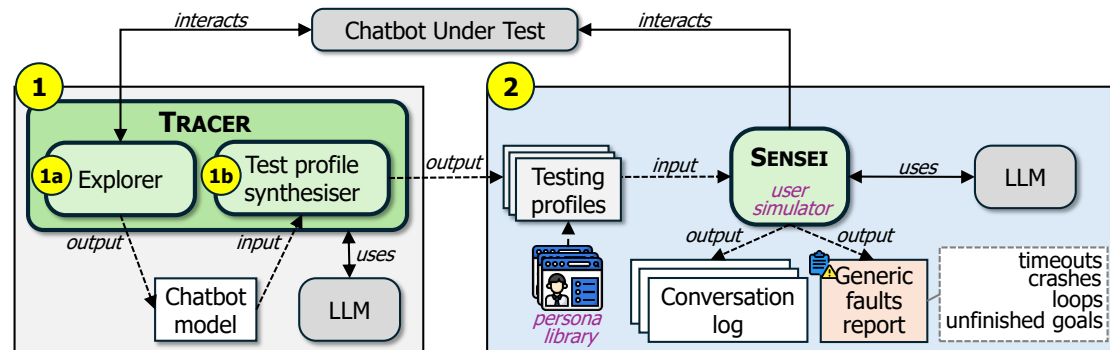 interacts
Chatbot Under Test
interacts
1
TRACER
1a
Explorer
1b
Test profile
synthesiser
output
input
Chatbot
model
uses
LLM
output
2
Testing
profiles
input
SENSEI
user
simulator
uses
LLM
persona
library
output
output
Conversation
log
Generic
faults
report
timeouts
crashes
loops
unfinished goals